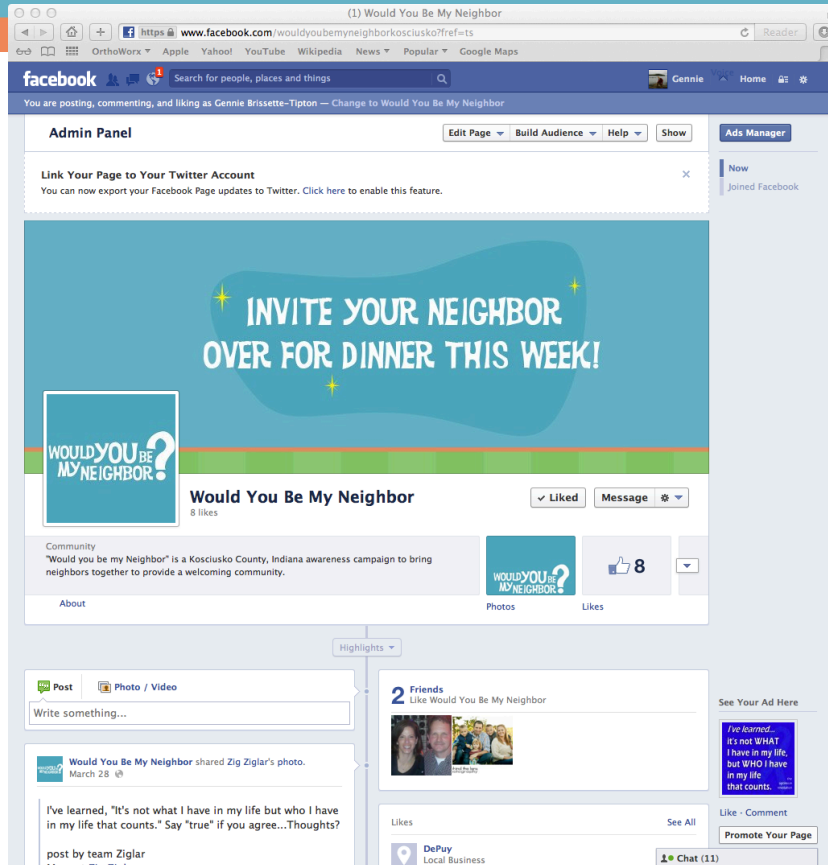 (1) Would You Be My Neighbor
https www.facebook.com/wouldyoubemyneighborkosciusko?fref=ts
Reader
OrthoWorx Apple Yahoo! YouTube Wikipedia News Popular Google Maps
facebook
1
Search for people, places and things
Gennie
Home
You are posting, commenting, and liking as Gennie Brissette-Tipton — Change to Would You Be My Neighbor
Admin Panel
Edit Page Build Audience Help Show
Ads Manager
Now
Joined Facebook
Link Your Page to Your Twitter Account
You can now export your Facebook Page updates to Twitter. Click here to enable this feature.
INVITE YOUR NEIGHBOR
OVER FOR DINNER THIS WEEK!
WOULD YOU BE
MY NEIGHBOR?
Would You Be My Neighbor
8 likes
Liked
Message
Community
"Would you be my Neighbor" is a Kosciusko County, Indiana awareness campaign to bring
neighbors together to provide a welcoming community.
About
WOULD YOU BE
MY NEIGHBOR?
Photos
8
Likes
Highlights
Post
Photo / Video
Write something...
Would You Be My Neighbor shared Zig Ziglar's photo.
March 28
I've learned, "It's not what I have in my life but who I have
in my life that counts." Say "true" if you agree...Thoughts?
post by team Ziglar
2 Friends
Like Would You Be My Neighbor
Likes
See All
DePuy
Local Business
See Your Ad Here
I've learned...
it's not WHAT
I have in my life,
but WHO I have
in my life
that counts.
Like · Comment
Promote Your Page
Chat (11)